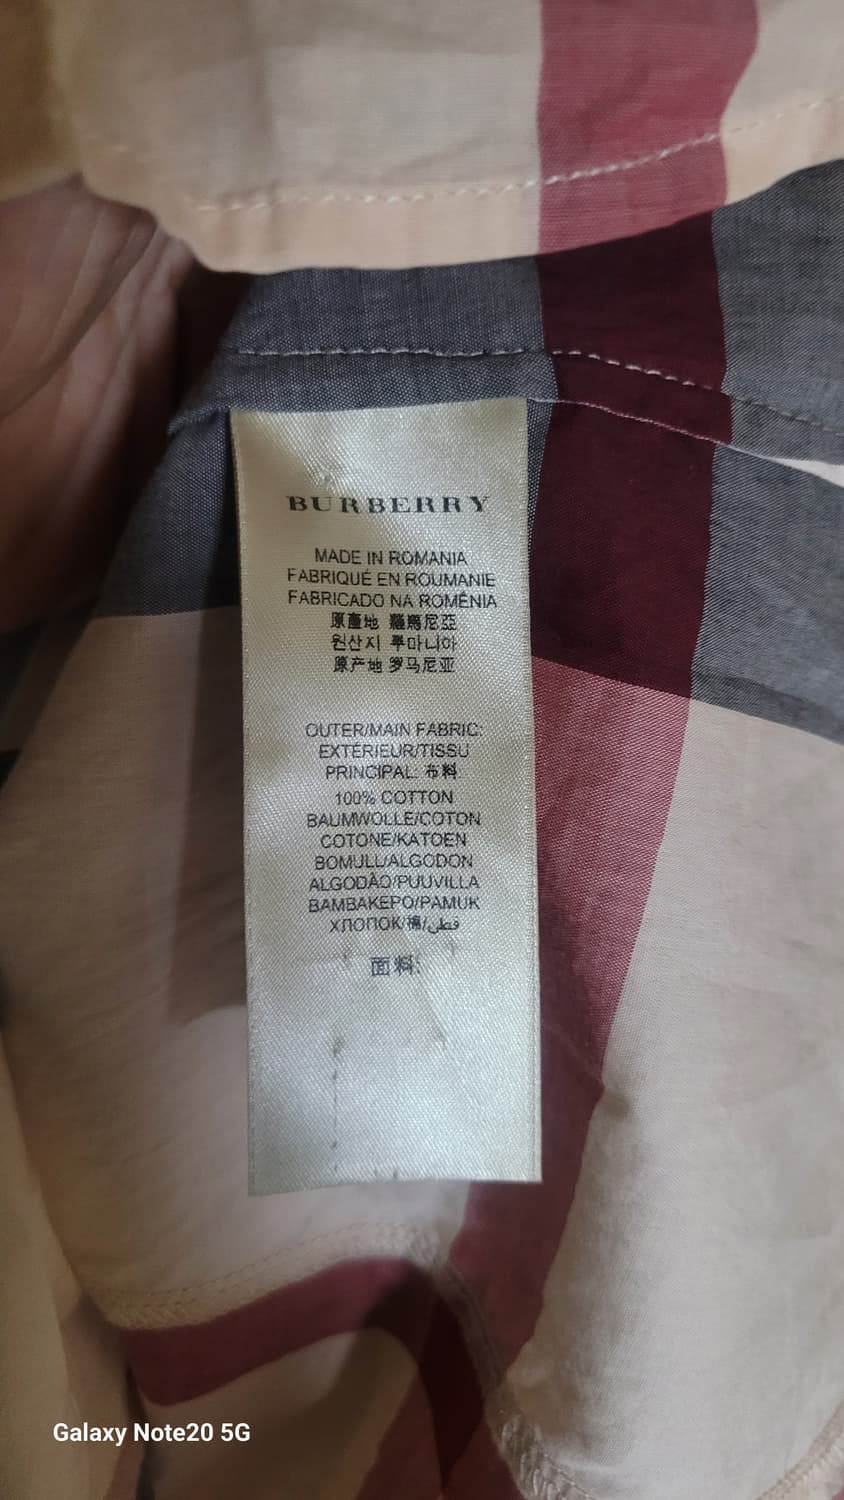 BURBERRY
MADE IN ROMANIA
FABRIQUÉ EN ROUMANIE
FABRICADO NA ROMÊNIA
原產地 羅馬尼亞
원산지 루마니아
原产地 罗马尼亚
OUTER/MAIN FABRIC:
EXTÉRIEUR/TISSU
PRINCIPAL: 布料:
100% COTTON
BAUMWOLLE/COTON
COTONE/KATOEN
BOMULL/ALGODON
ALGODÃO/PUUVILLA
BAMBAKEPO/PAMUK
ХЛОПОК/棉/قطن
面料:
Galaxy Note20 5G